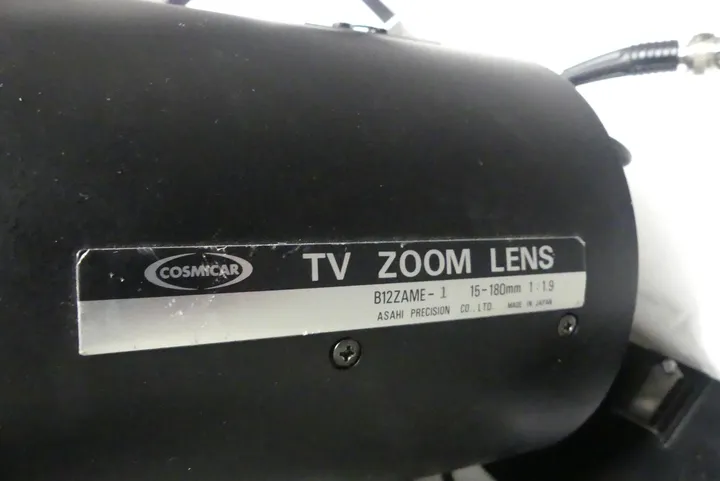 COSMICAR TV ZOOM LENS
B12ZAME-1 15-180mm 1:1.9
ASAHI PRECISION CO., LTD. MADE IN JAPAN